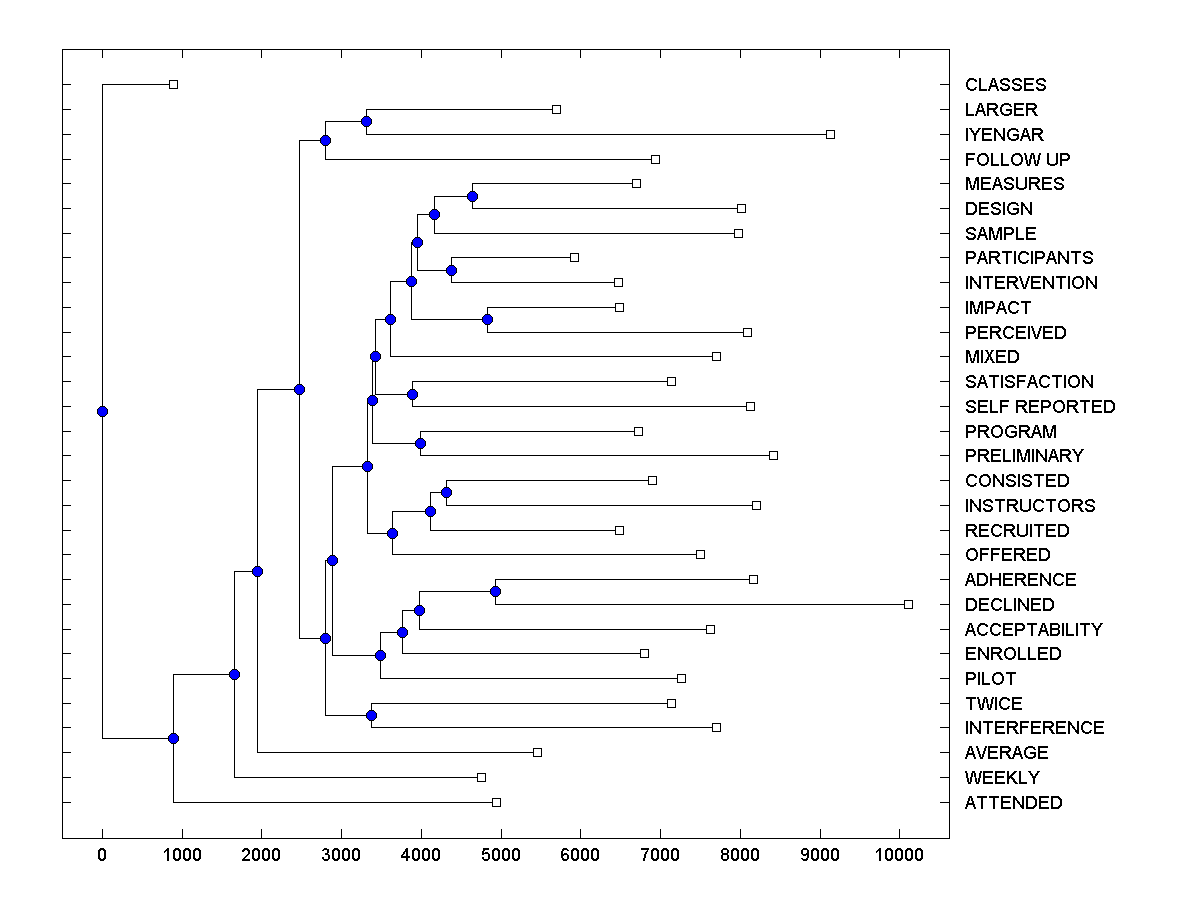 CLASSES
LARGER
IYENGAR
FOLLOW UP
MEASURES
DESIGN
SAMPLE
PARTICIPANTS
INTERVENTION
IMPACT
PERCEIVED
MIXED
SATISFACTION
SELF REPORTED
PROGRAM
PRELIMINARY
CONSISTED
INSTRUCTORS
RECRUITED
OFFERED
ADHERENCE
DECLINED
ACCEPTABILITY
ENROLLED
PILOT
TWICE
INTERFERENCE
AVERAGE
WEEKLY
ATTENDED
0 1000 2000 3000 4000 5000 6000 7000 8000 9000 10000